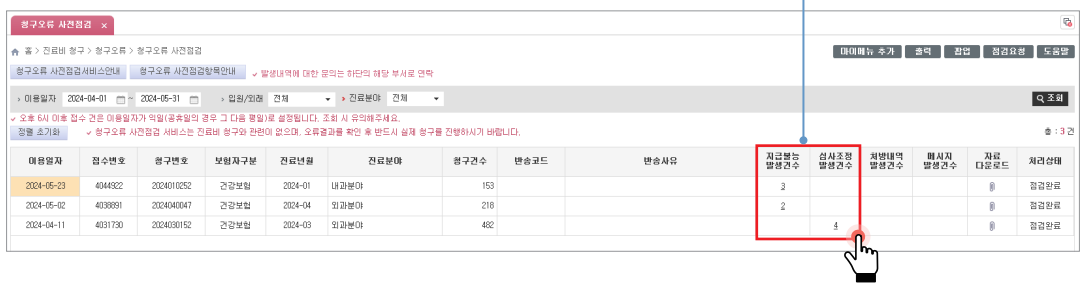 청구오류 사전점검 ×
홈 > 진료비 청구 > 청구오류 > 청구오류 사전점검
마이메뉴 추가 출력 팝업 점검요청 도움말
청구오류 사전점검서비스안내 청구오류 사전점검항목안내 발생내역에 대한 문의는 하단의 해당 부서로 연락
이용일자 2024-04-01 ~ 2024-05-31 입원/외래 전체 진료분야 전체 조회
오후 6시 이후 접수 건은 이용일자가 익일(공휴일의 경우 그 다음 평일)로 설정됩니다. 조회 시 유의해주세요.
정렬 초기화 청구오류 사전점검 서비스는 진료비 청구와 관련이 없으며, 오류결과를 확인 후 반드시 실제 청구를 진행하시기 바랍니다. 총 : 3 건
이용일자 접수번호 청구번호 보험자구분 진료년월 진료분야 청구건수 반송코드 반송사유 지급불능 발생건수 심사조정 발생건수 처방내역 발생건수 메시지 발생건수 자료 다운로드 처리상태
2024-05-23 4044922 2024010252 건강보험 2024-01 내과분야 153 3 점검완료
2024-05-02 4038891 2024040047 건강보험 2024-04 외과분야 218 2 점검완료
2024-04-11 4031730 2024030152 건강보험 2024-03 외과분야 482 4 점검완료